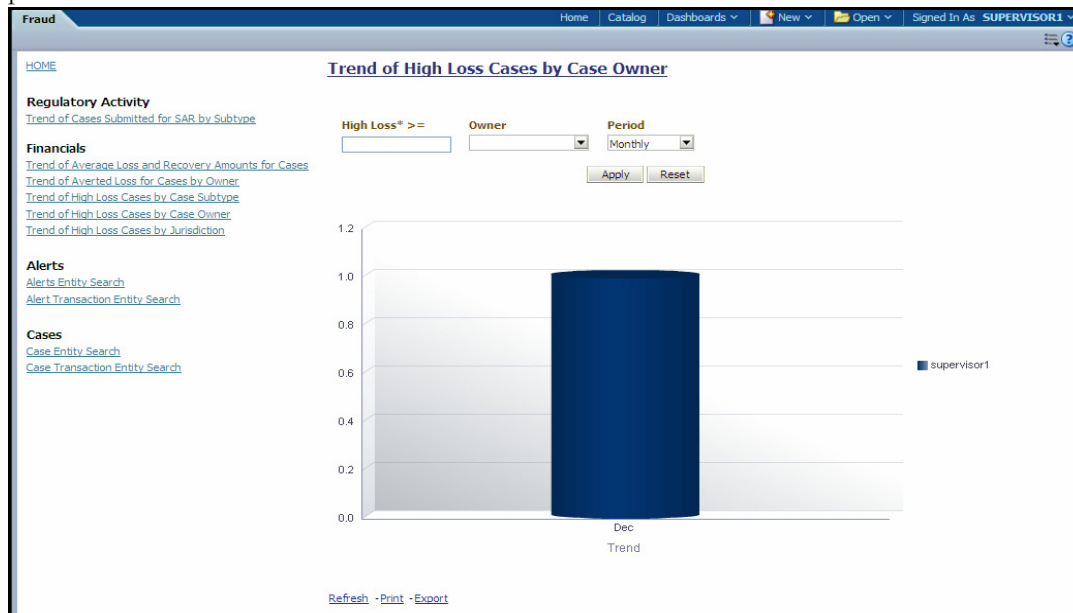 Fraud
Home Catalog Dashboards New Open Signed In As SUPERVISOR1
HOME
Regulatory Activity
Trend of Cases Submitted for SAR by Subtype
Financials
Trend of Average Loss and Recovery Amounts for Cases
Trend of Averted Loss for Cases by Owner
Trend of High Loss Cases by Case Subtype
Trend of High Loss Cases by Case Owner
Trend of High Loss Cases by Jurisdiction
Alerts
Alerts Entity Search
Alert Transaction Entity Search
Cases
Case Entity Search
Case Transaction Entity Search
Trend of High Loss Cases by Case Owner
High Loss* >= Owner Period
Monthly
Apply Reset
1.2
1.0
0.8
0.6
0.4
0.2
0.0
Dec
Trend
supervisor1
Refresh - Print - Export